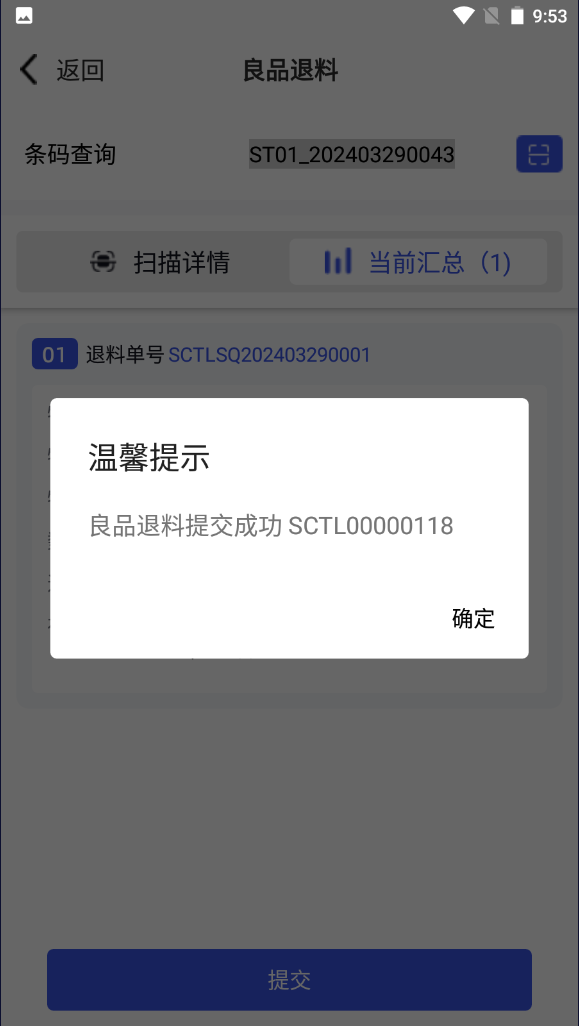 9:53
返回
良品退料
条码查询
ST01_202403290043
扫描详情
当前汇总（1）
01 退料单号 SCTLSQ202403290001
温馨提示
良品退料提交成功 SCTL00000118
确定
提交